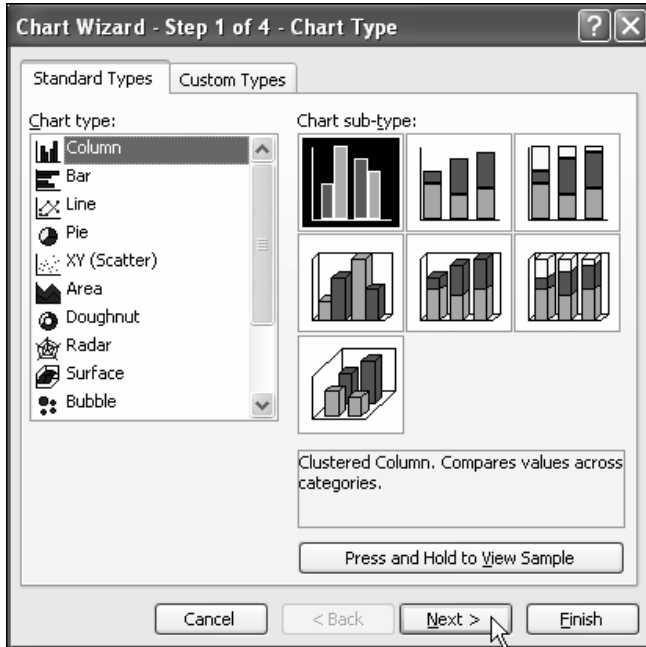 Chart Wizard - Step 1 of 4 - Chart Type
Standard Types
Custom Types
Chart type:
Column
Bar
Line
Pie
XY (Scatter)
Area
Doughnut
Radar
Surface
Bubble
Chart sub-type:
Clustered Column. Compares values across
categories.
Press and Hold to View Sample
Cancel
< Back
Next >
Finish